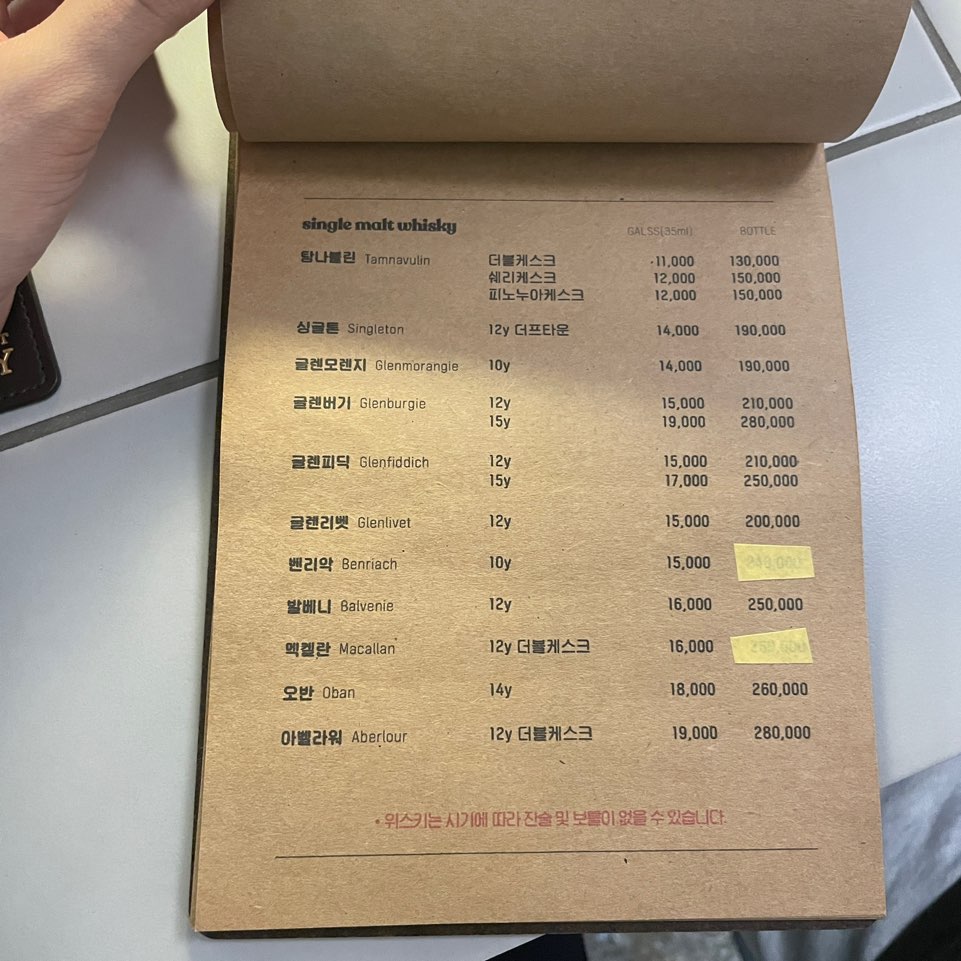 single malt whisky GALSS(35ml) BOTTLE
탐나불린 Tamnavulin 더블케스크 11,000 130,000
쉐리케스크 12,000 150,000
피노누아케스크 12,000 150,000
싱글톤 Singleton 12y 더프타운 14,000 190,000
글렌모렌지 Glenmorangie 10y 14,000 190,000
글렌버기 Glenburgie 12y 15,000 210,000
15y 19,000 280,000
글렌피딕 Glenfiddich 12y 15,000 210,000
15y 17,000 250,000
글렌리벳 Glenlivet 12y 15,000 200,000
벤리악 Benriach 10y 15,000
발베니 Balvenie 12y 16,000 250,000
맥켈란 Macallan 12y 더블케스크 16,000
오반 Oban 14y 18,000 260,000
아벨라워 Aberlour 12y 더블케스크 19,000 280,000
• 위스키는 시기에 따라 잔술 및 보틀이 없을 수 있습니다.